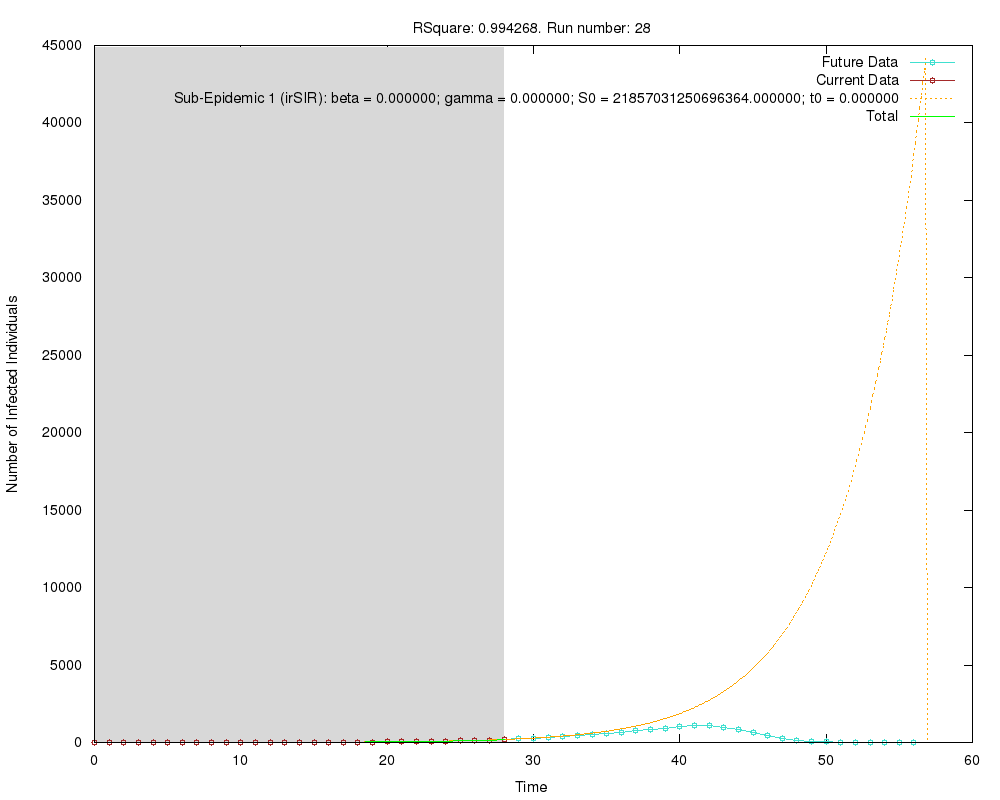 RSquare: 0.994268. Run number: 28
45000
40000
35000
30000
25000
20000
15000
10000
5000
0
Number of Infected Individuals
Future Data
Current Data
Sub-Epidemic 1 (irSIR): beta = 0.000000; gamma = 0.000000; S0 = 21857031250696364.000000; t0 = 0.000000
Total
0 10 20 30 40 50 60
Time